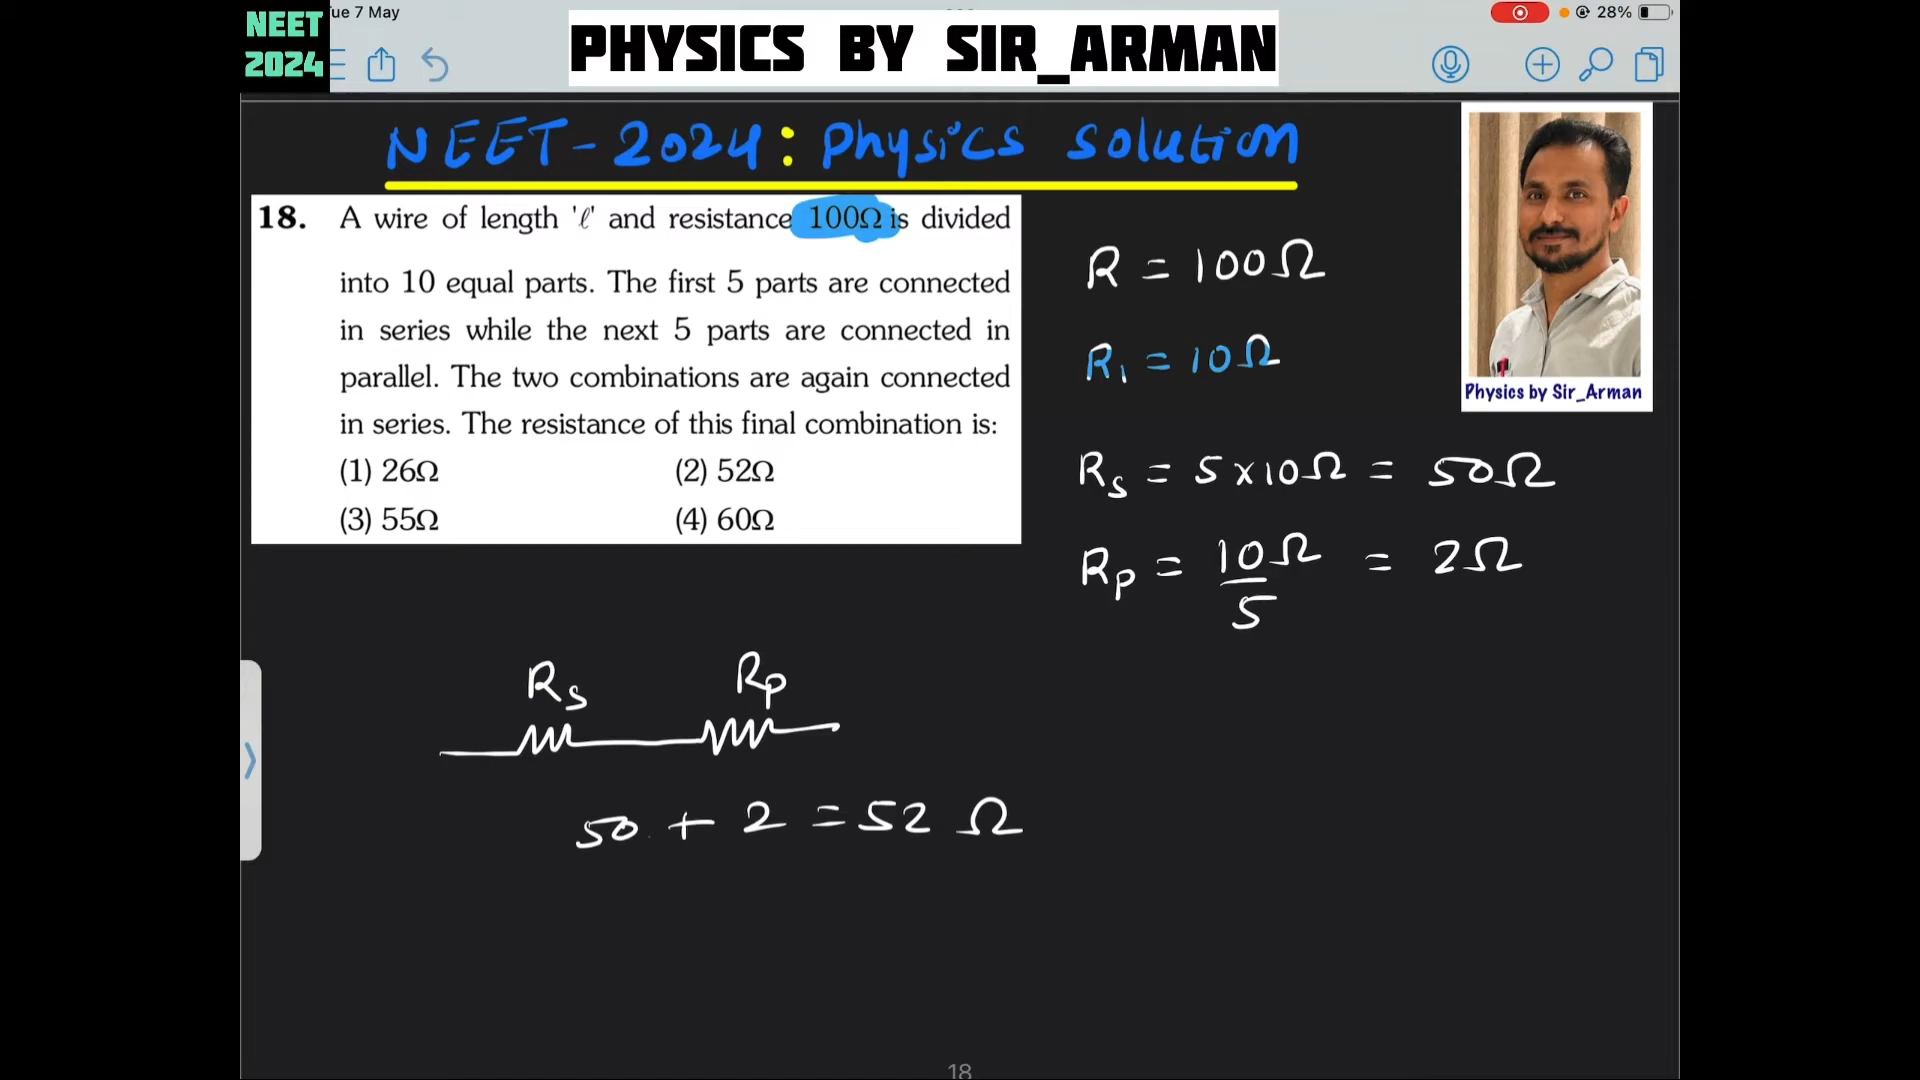 NEET
2024
ue 7 May
PHYSICS BY SIR_ARMAN
28%
NEET-2024: Physics solution
18. A wire of length 'ℓ' and resistance 100Ω is divided
into 10 equal parts. The first 5 parts are connected
in series while the next 5 parts are connected in
parallel. The two combinations are again connected
in series. The resistance of this final combination is:
(1) 26Ω (2) 52Ω
(3) 55Ω (4) 60Ω
R = 100Ω
R₁ = 10Ω
Physics by Sir_Arman
Rs = 5×10Ω = 50Ω
Rp = 10Ω/5 = 2Ω
Rs Rp
50 + 2 = 52 Ω
18